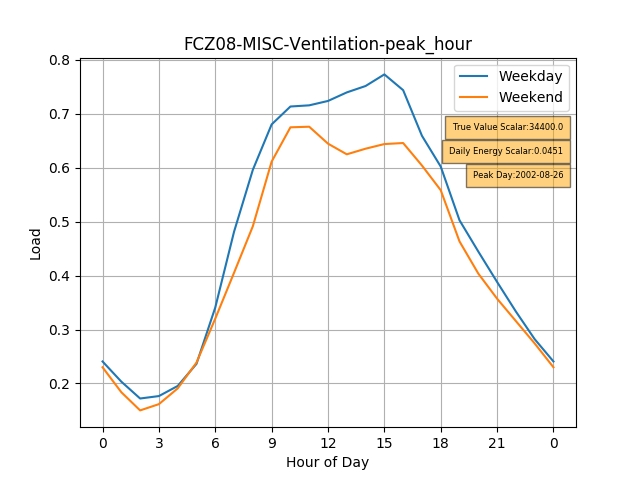 FCZ08-MISC-Ventilation-peak_hour
Weekday
Weekend
True Value Scalar:34400.0
Daily Energy Scalar:0.0451
Peak Day:2002-08-26
Load
0.8
0.7
0.6
0.5
0.4
0.3
0.2
0 3 6 9 12 15 18 21 0
Hour of Day